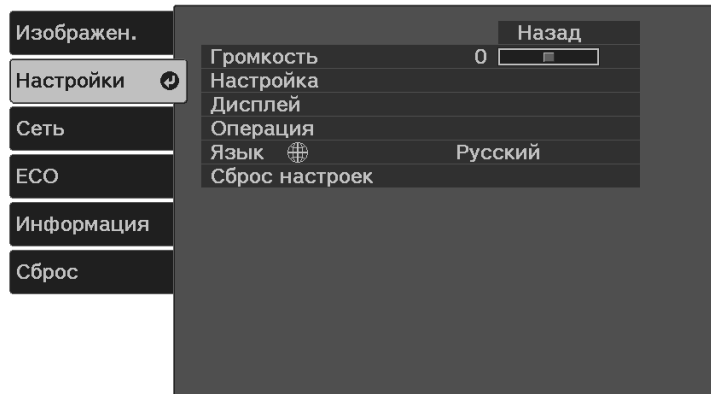 Изображен.
Настройки
Сеть
ECO
Информация
Сброс
Назад
Громкость 0
Настройка
Дисплей
Операция
Язык Русский
Сброс настроек